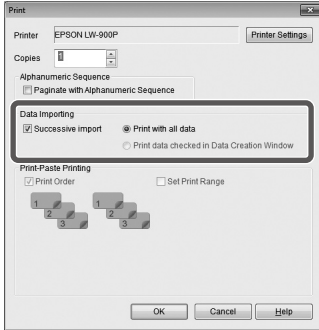 Print
Printer EPSON LW-900P Printer Settings
Copies 1
Alphanumeric Sequence
Paginate with Alphanumeric Sequence
Data Importing
Successive import Print with all data
Print data checked in Data Creation Window
Print-Paste Printing
Print Order Set Print Range
1 1
2 2
3 3
OK Cancel Help